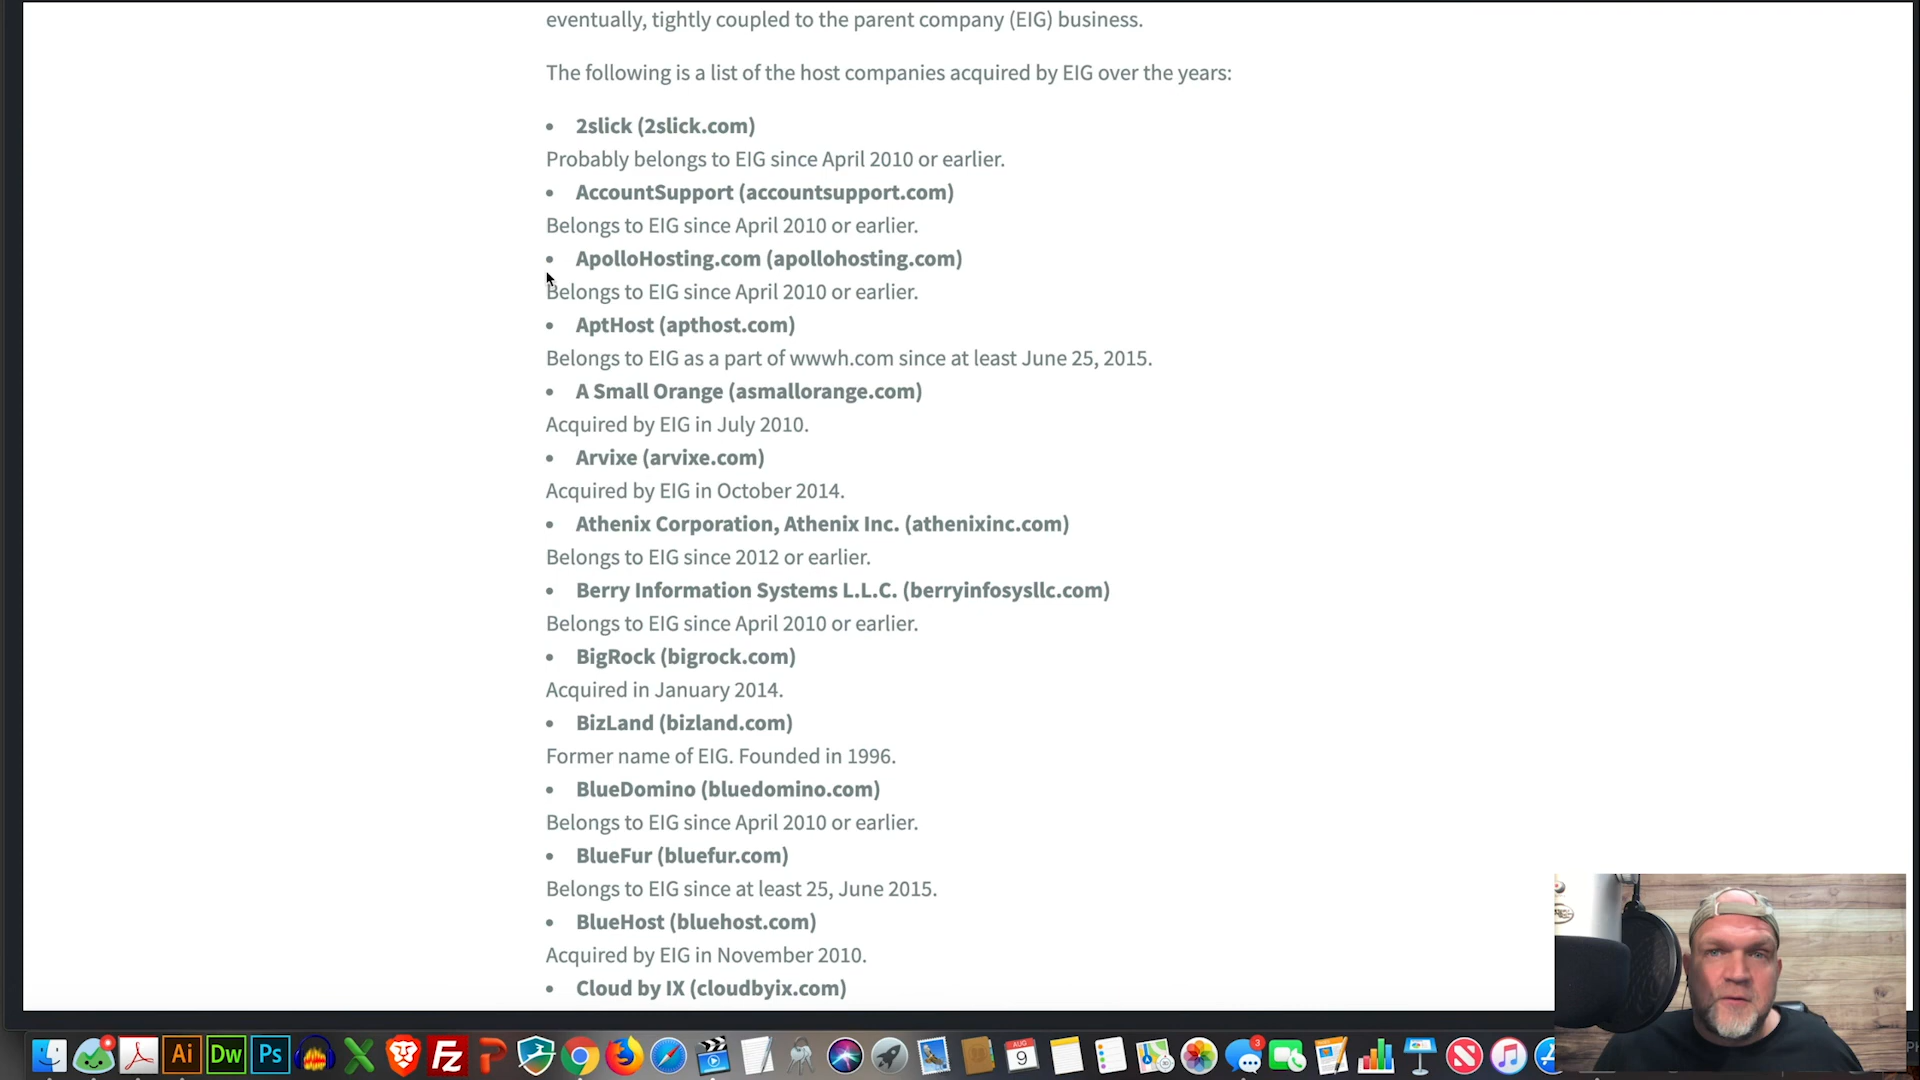 eventually, tightly coupled to the parent company (EIG) business.
The following is a list of the host companies acquired by EIG over the years:
• 2slick (2slick.com)
Probably belongs to EIG since April 2010 or earlier.
• AccountSupport (accountsupport.com)
Belongs to EIG since April 2010 or earlier.
• ApolloHosting.com (apollohosting.com)
Belongs to EIG since April 2010 or earlier.
• AptHost (apthost.com)
Belongs to EIG as a part of wwwh.com since at least June 25, 2015.
• A Small Orange (asmallorange.com)
Acquired by EIG in July 2010.
• Arvixe (arvixe.com)
Acquired by EIG in October 2014.
• Athenix Corporation, Athenix Inc. (athenixinc.com)
Belongs to EIG since 2012 or earlier.
• Berry Information Systems L.L.C. (berryinfosysllc.com)
Belongs to EIG since April 2010 or earlier.
• BigRock (bigrock.com)
Acquired in January 2014.
• BizLand (bizland.com)
Former name of EIG. Founded in 1996.
• BlueDomino (bluedomino.com)
Belongs to EIG since April 2010 or earlier.
• BlueFur (bluefur.com)
Belongs to EIG since at least 25, June 2015.
• BlueHost (bluehost.com)
Acquired by EIG in November 2010.
• Cloud by IX (cloudbyix.com)
Ai Dw Ps Fz AUG 9 3